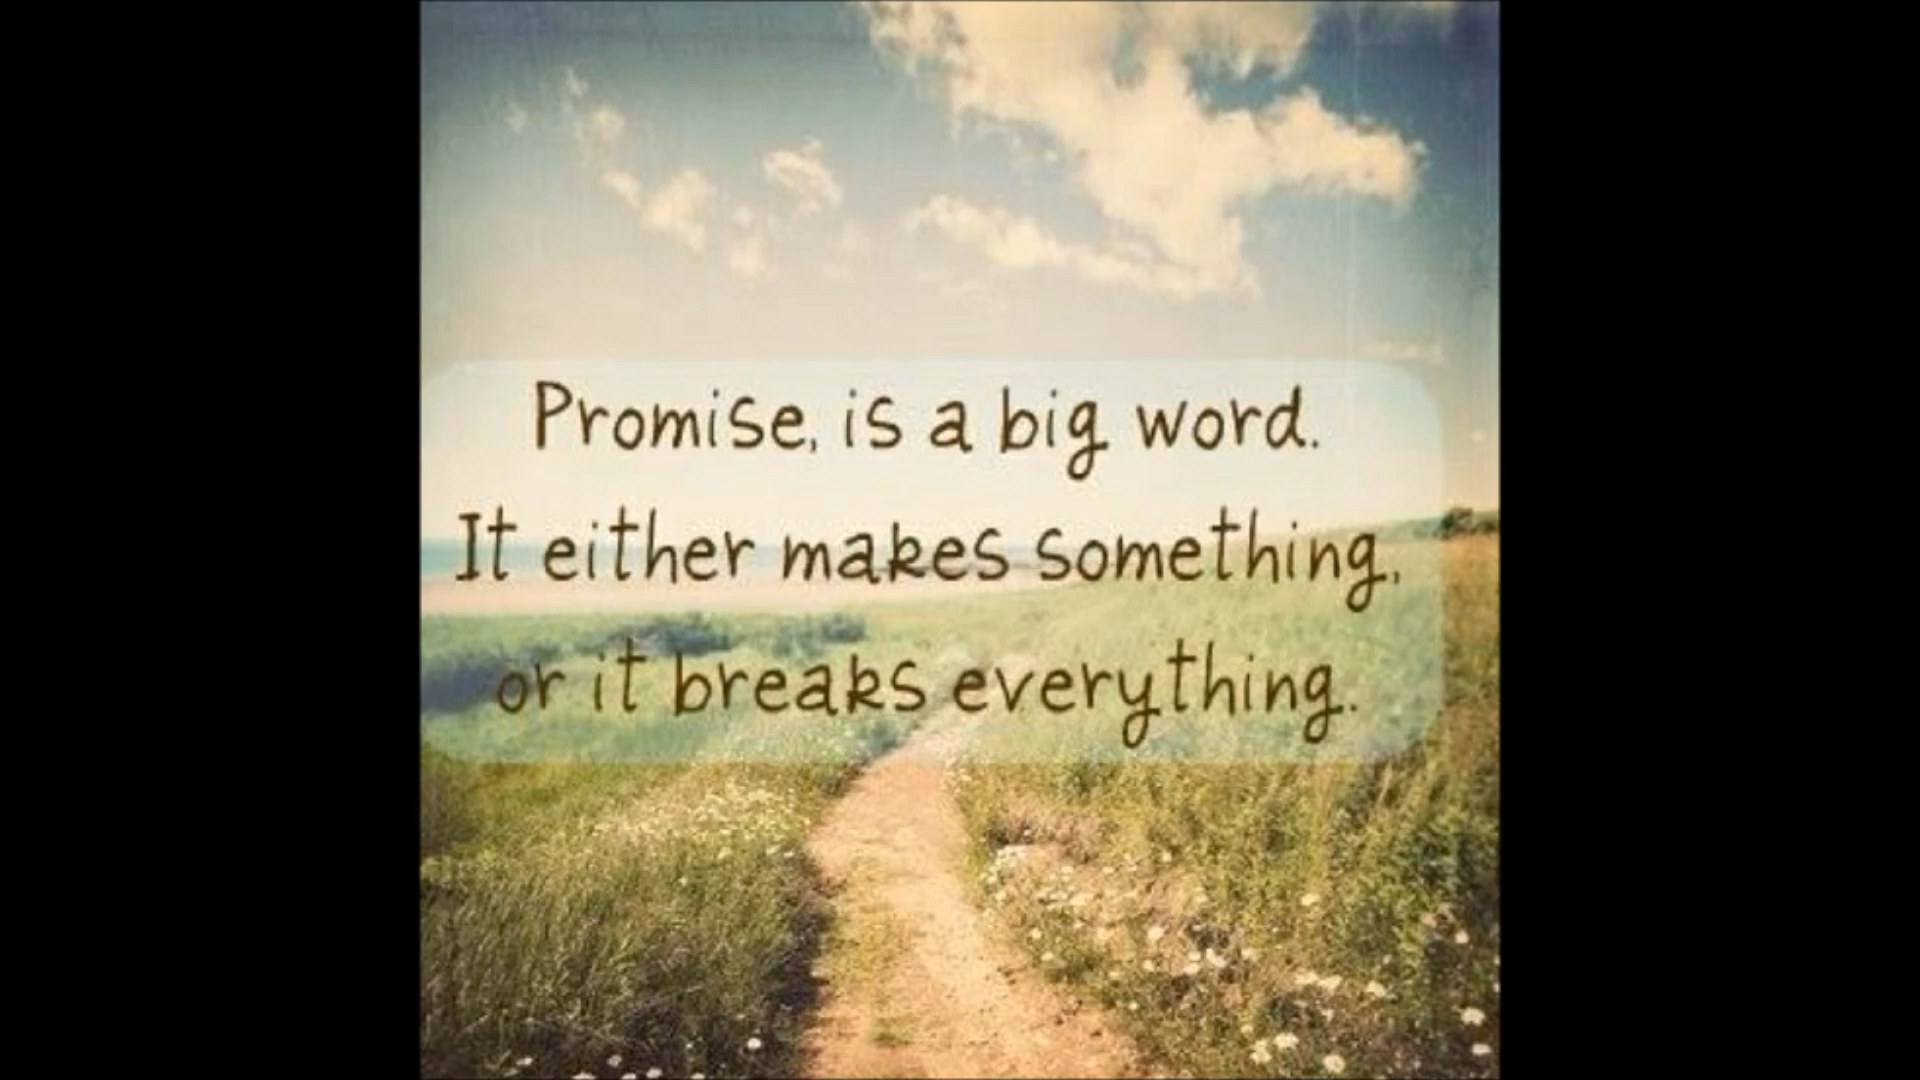 Promise, is a big word.
It either makes something,
or it breaks everything.